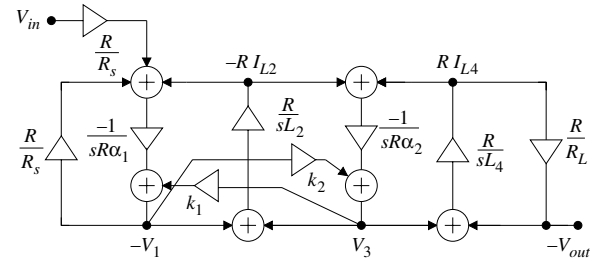 V_in
R/R_s
−R I_L2
R I_L4
R/R_s
−1/sRα_1
R/sL_2
−1/sRα_2
R/sL_4
R/R_L
k_1
k_2
+
+
+
+
+
+
−V_1
V_3
−V_out